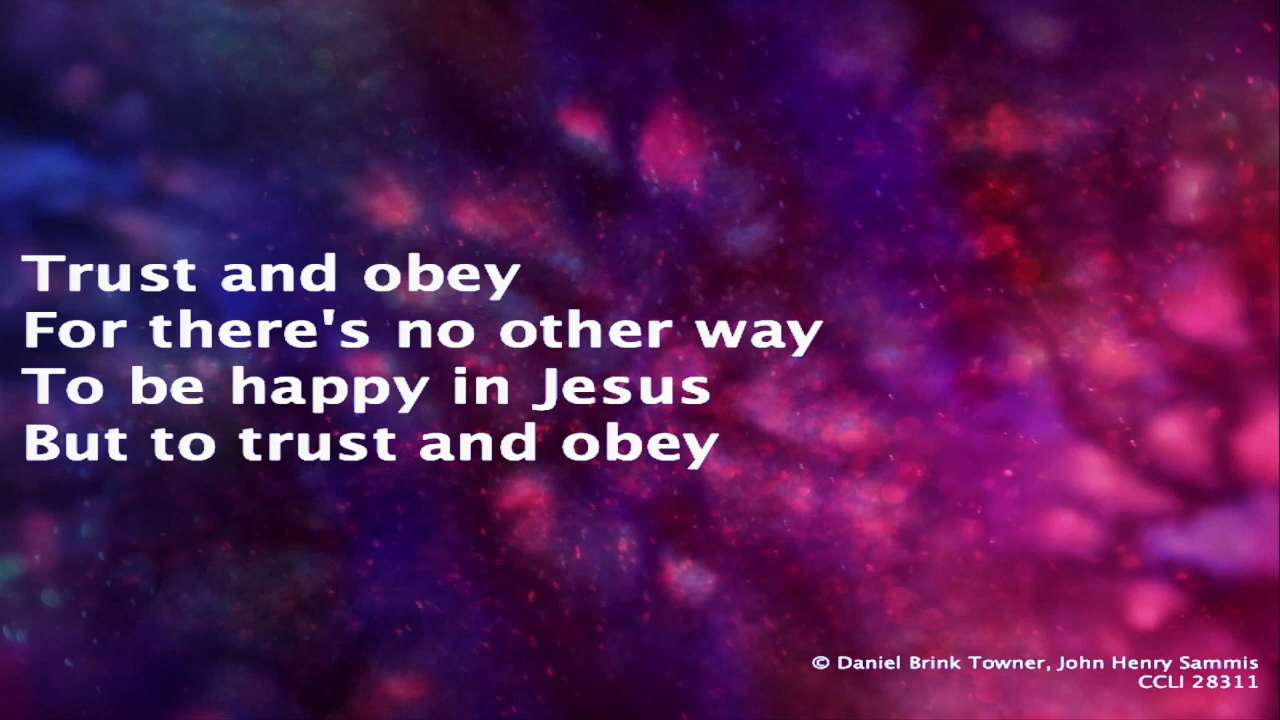 Trust and obey
For there's no other way
To be happy in Jesus
But to trust and obey
© Daniel Brink Towner, John Henry Sammis
CCLI 28311